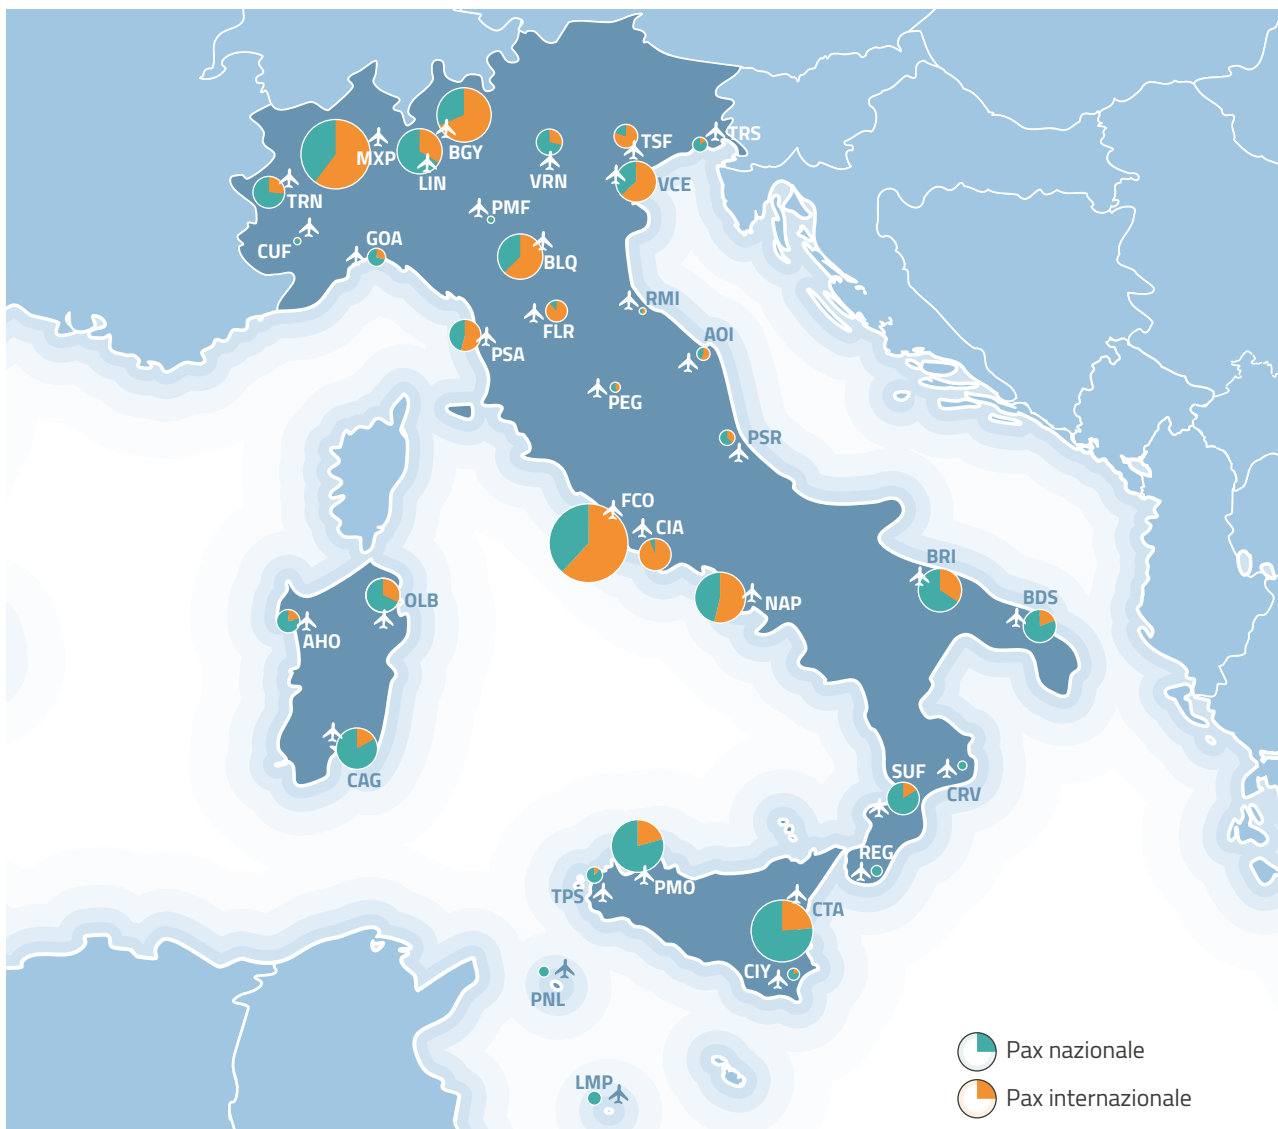 TRS
TSF
MXP
BGY
LIN
VRN
VCE
TRN
PMF
GOA
CUF
BLQ
RMI
FLR
AOI
PSA
PEG
PSR
FCO
CIA
BRI
OLB
NAP
BDS
AHO
SUF
CAG
CRV
REG
PMO
TPS
CTA
CIY
PNL
Pax nazionale
LMP
Pax internazionale